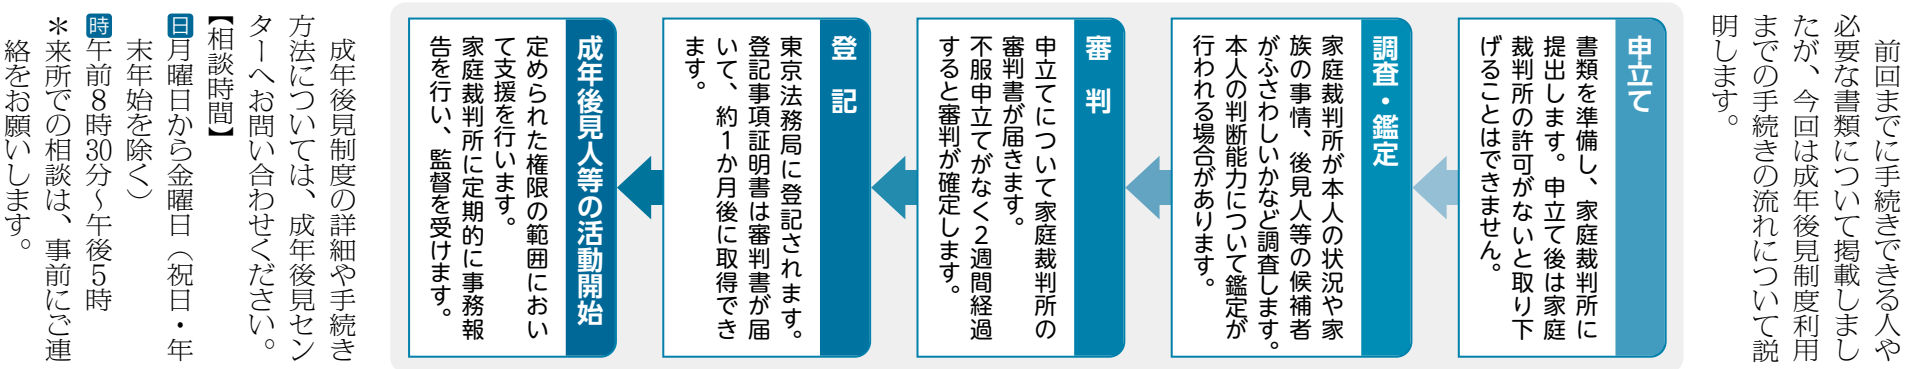 前回までに手続きできる人や
必要な書類について掲載しまし
たが、今回は成年後見制度利用
までの手続きの流れについて説
明します。
申立て
書類を準備し、家庭裁判所に
提出します。申立て後は家庭
裁判所の許可がないと取り下
げることはできません。
調査・鑑定
家庭裁判所が本人の状況や家
族の事情、後見人等の候補者
がふさわしいかなど調査します。
本人の判断能力について鑑定が
行われる場合があります。
審判
申立てについて家庭裁判所の
審判書が届きます。
不服申立てがなく2週間経過
すると審判が確定します。
登記
東京法務局に登記されます。
登記事項証明書は審判書が届
いて、約1か月後に取得でき
ます。
成年後見人等の活動開始
定められた権限の範囲におい
て支援を行います。
家庭裁判所に定期的に事務報
告を行い、監督を受けます。
成年後見制度の詳細や手続き
方法については、成年後見セン
ターへお問い合わせください。
【相談時間】
日月曜日から金曜日（祝日・年
末年始を除く）
時午前8時30分～午後5時
＊来所での相談は、事前にご連
絡をお願いします。